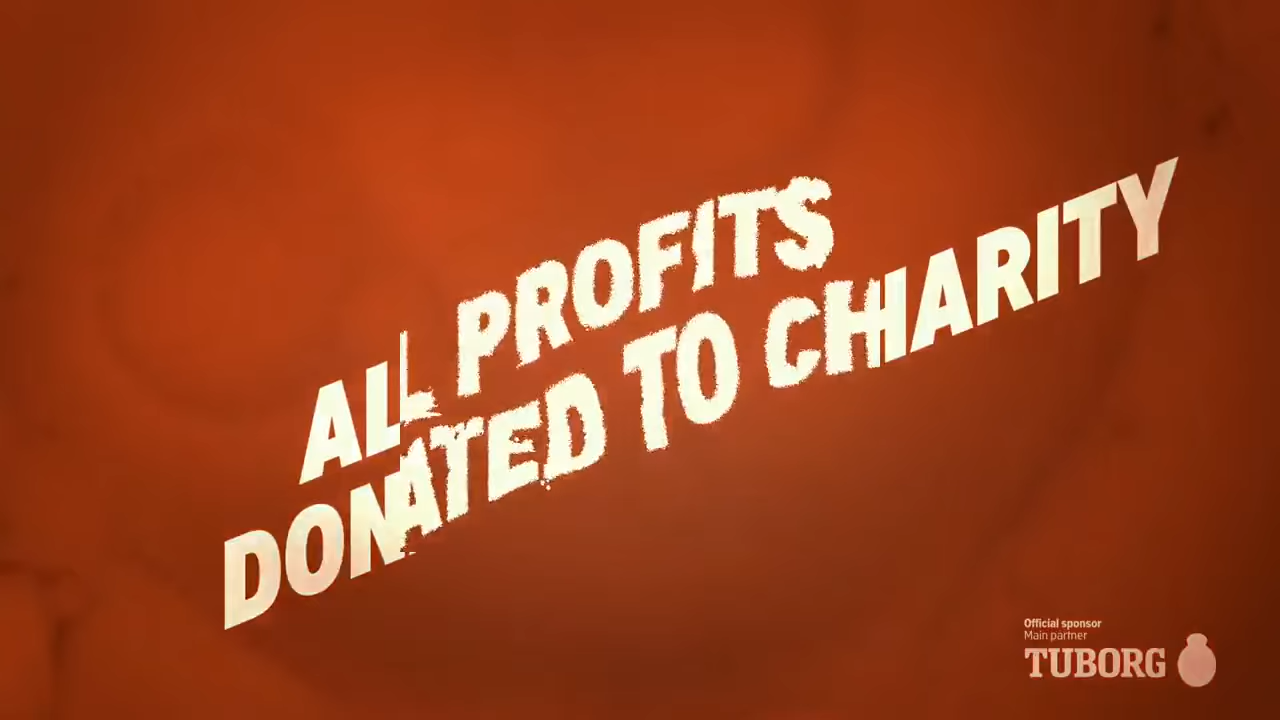 ALL PROFITS
DONATED TO CHARITY
Official sponsor
Main partner
TUBORG